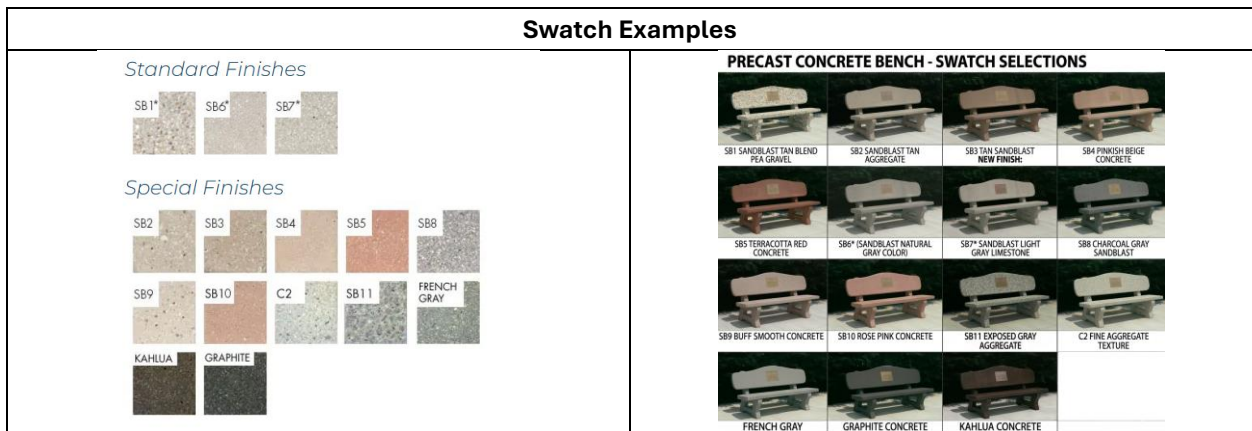 Swatch Examples
Standard Finishes
SB1*
SB6*
SB7*
Special Finishes
SB2
SB3
SB4
SB5
SB8
SB9
SB10
C2
SB11
FRENCH
GRAY
KAHLUA
GRAPHITE
PRECAST CONCRETE BENCH - SWATCH SELECTIONS
SB1 SANDBLAST TAN BLEND
PEA GRAVEL
SB2 SANDBLAST TAN
AGGREGATE
SB3 TAN SANDBLAST
NEW FINISH:
SB4 PINKISH BEIGE
CONCRETE
SB5 TERRACOTTA RED
CONCRETE
SB6* (SANDBLAST NATURAL
GRAY COLOR)
SB7* SANDBLAST LIGHT
GRAY LIMESTONE
SB8 CHARCOAL GRAY
SANDBLAST
SB9 BUFF SMOOTH CONCRETE
SB10 ROSE PINK CONCRETE
SB11 EXPOSED GRAY
AGGREGATE
C2 FINE AGGREGATE
TEXTURE
FRENCH GRAY
GRAPHITE CONCRETE
KAHLUA CONCRETE